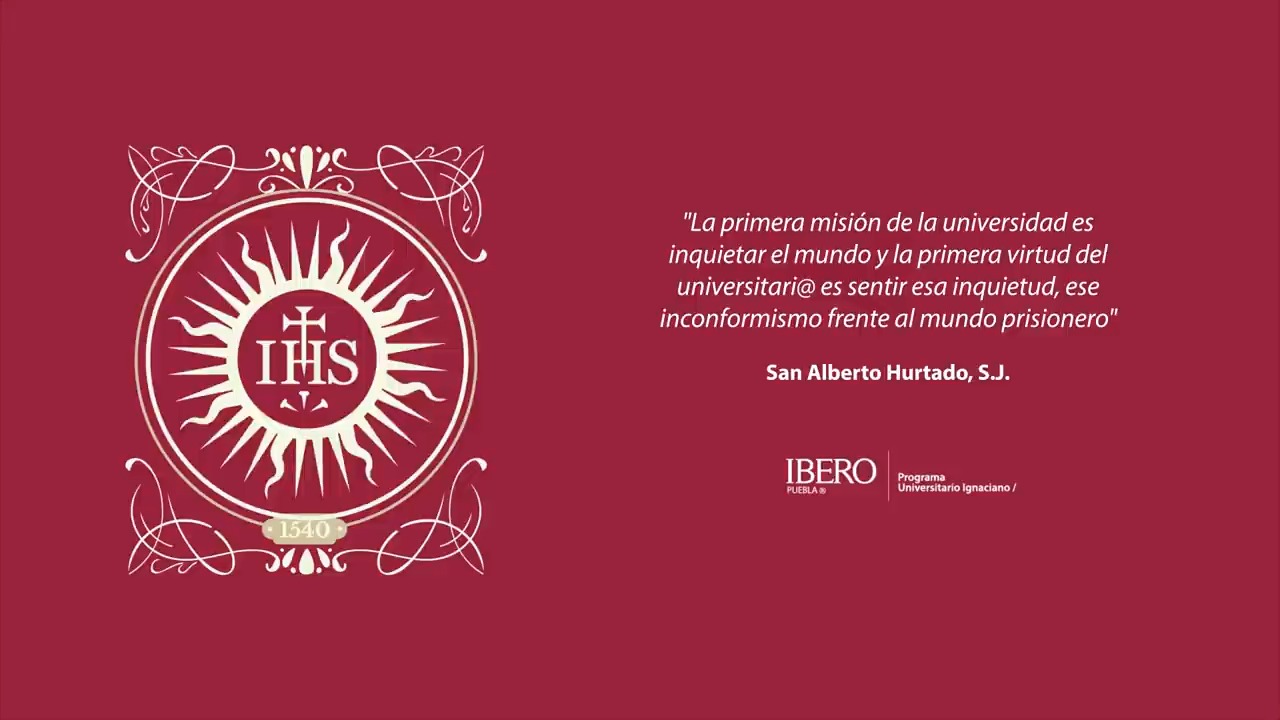 IHS
1540
"La primera misión de la universidad es
inquietar el mundo y la primera virtud del
universitari@ es sentir esa inquietud, ese
inconformismo frente al mundo prisionero"
San Alberto Hurtado, S.J.
IBERO
PUEBLA ®
Programa
Universitario Ignaciano /